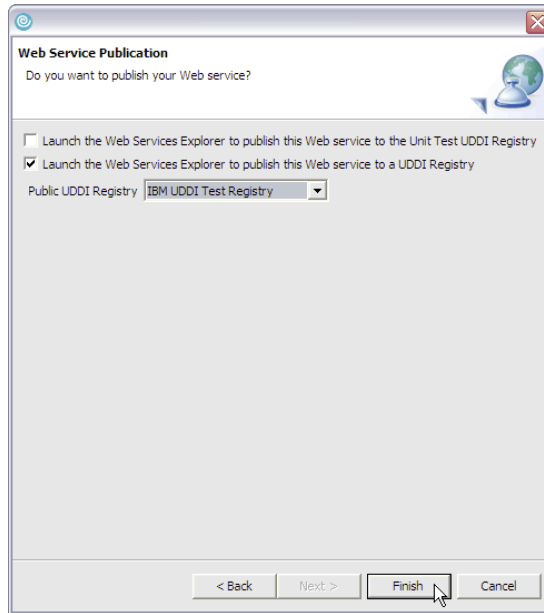 Web Service Publication
Do you want to publish your Web service?
Launch the Web Services Explorer to publish this Web service to the Unit Test UDDI Registry
Launch the Web Services Explorer to publish this Web service to a UDDI Registry
Public UDDI Registry IBM UDDI Test Registry
< Back Next > Finish Cancel